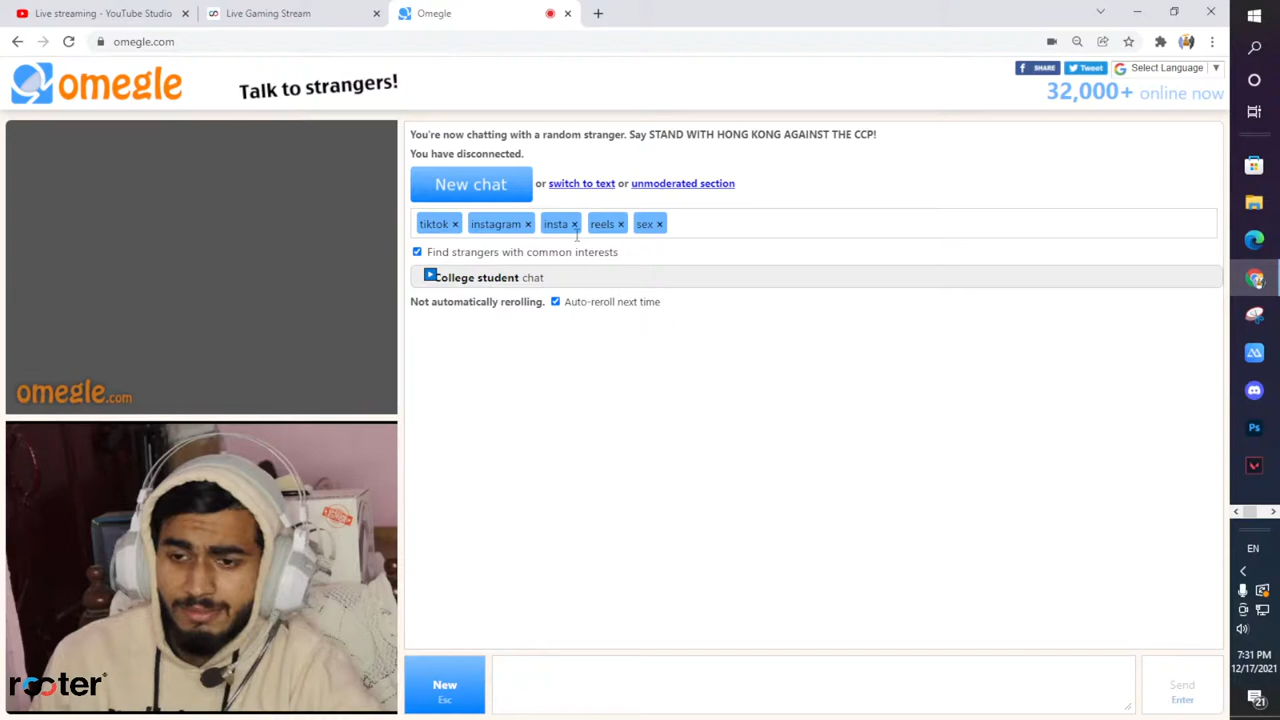 Live streaming - YouTube Studio × Live Gaming Stream × Omegle × +
omegle.com
omegle Talk to strangers!
SHARE Tweet Select Language ▼
32,000+ online now
You're now chatting with a random stranger. Say STAND WITH HONG KONG AGAINST THE CCP!
You have disconnected.
New chat or switch to text or unmoderated section
tiktok × instagram × insta × reels × sex ×
Find strangers with common interests
College student chat
Not automatically rerolling. Auto-reroll next time
omegle.com
rooter
New
Esc
Send
Enter
Ps
EN
7:31 PM
12/17/2021
21